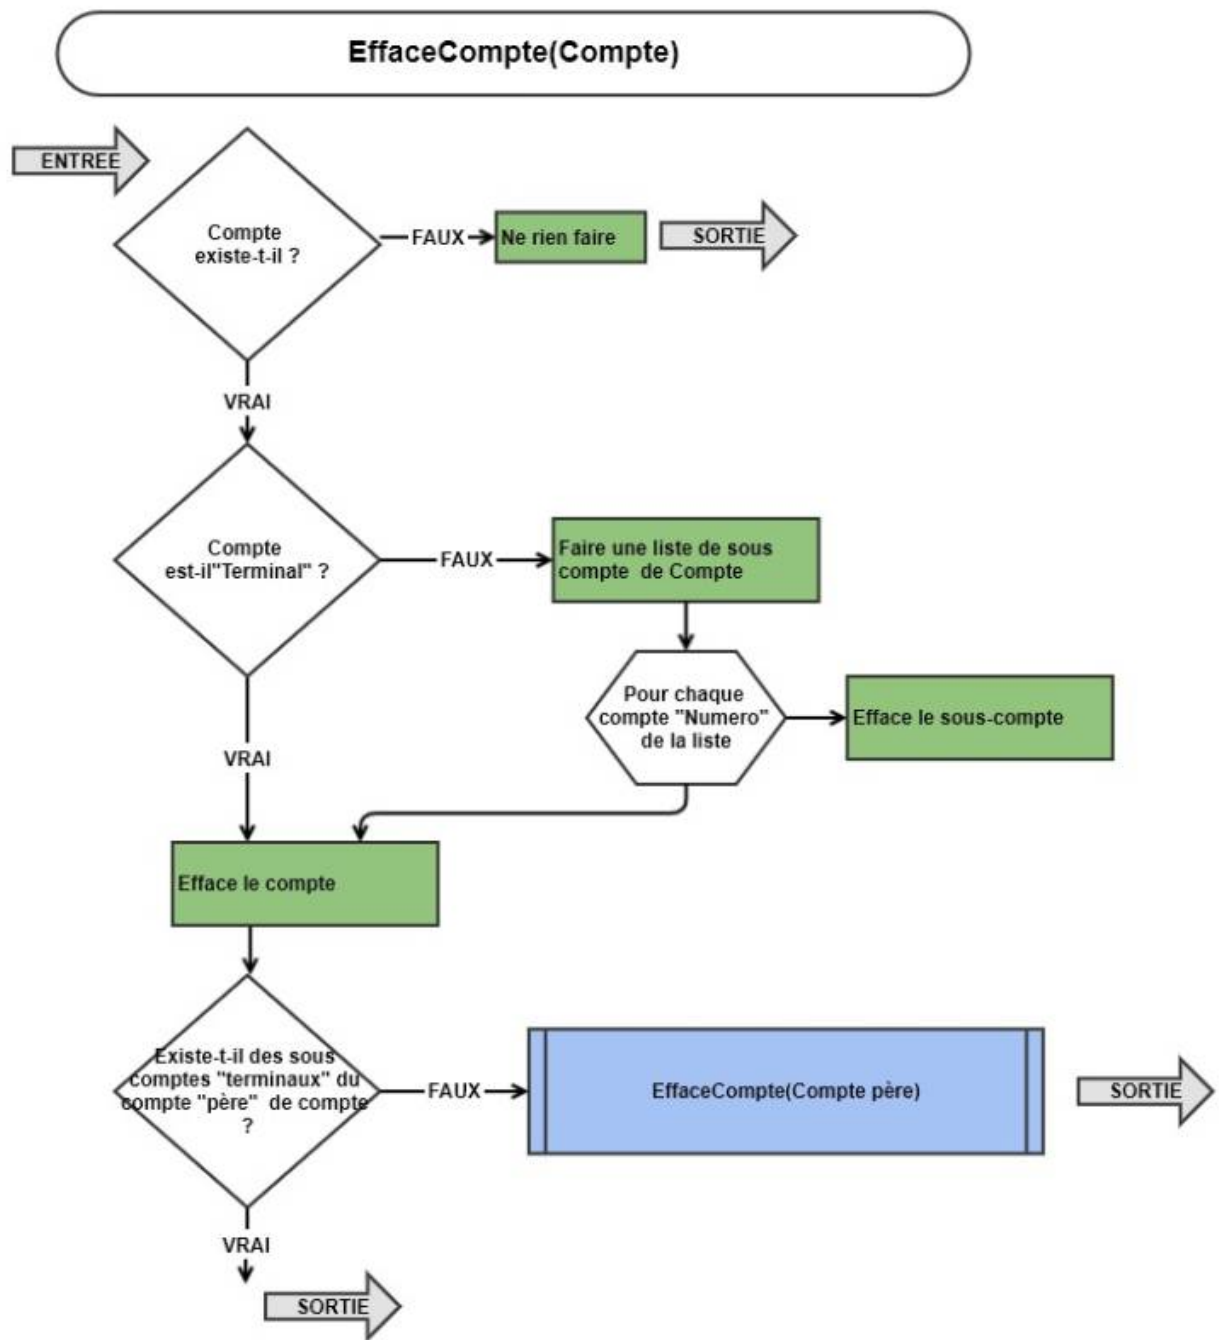 EffaceCompte(Compte)
ENTREE
Compte
existe-t-il ?
FAUX
Ne rien faire
SORTIE
VRAI
Compte
est-il"Terminal" ?
FAUX
Faire une liste de sous
compte de Compte
Pour chaque
compte "Numero"
de la liste
Efface le sous-compte
VRAI
Efface le compte
Existe-t-il des sous
comptes "terminaux" du
compte "père" de compte
?
FAUX
EffaceCompte(Compte père)
SORTIE
VRAI
SORTIE